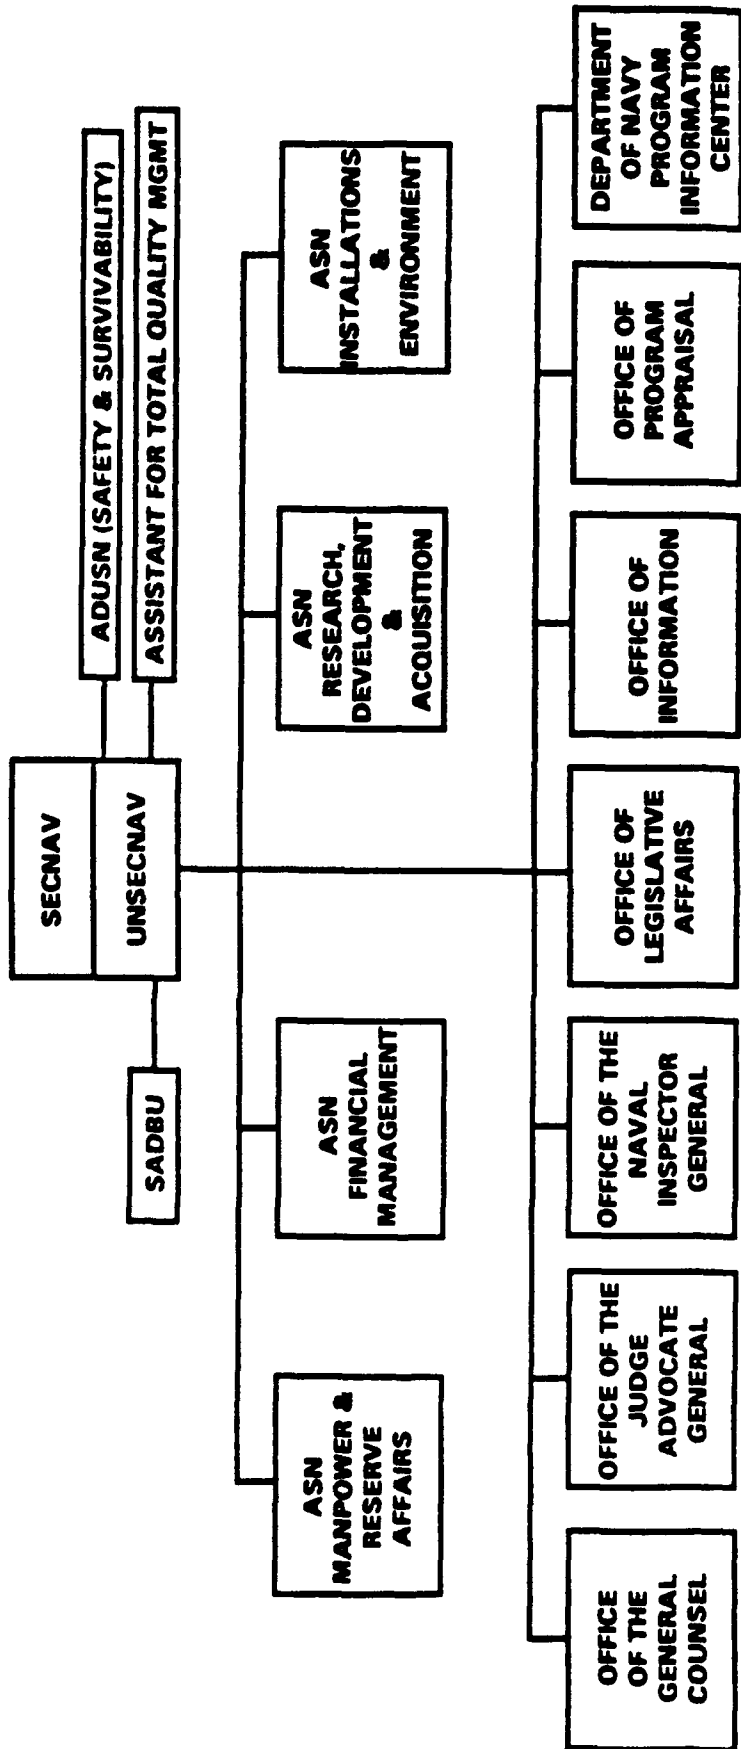 SECNAV
UNSECNAV
ADUSN (SAFETY & SURVIVABILITY)
ASSISTANT FOR TOTAL QUALITY MGMT
SADBU
ASN
MANPOWER &
RESERVE
AFFAIRS
ASN
FINANCIAL
MANAGEMENT
ASN
RESEARCH,
DEVELOPMENT
&
ACQUISITION
ASN
INSTALLATIONS
&
ENVIRONMENT
OFFICE
OF THE
GENERAL
COUNSEL
OFFICE OF THE
JUDGE
ADVOCATE
GENERAL
OFFICE OF THE
NAVAL
INSPECTOR
GENERAL
OFFICE OF
LEGISLATIVE
AFFAIRS
OFFICE OF
INFORMATION
OFFICE OF
PROGRAM
APPRAISAL
DEPARTMENT
OF NAVY
PROGRAM
INFORMATION
CENTER